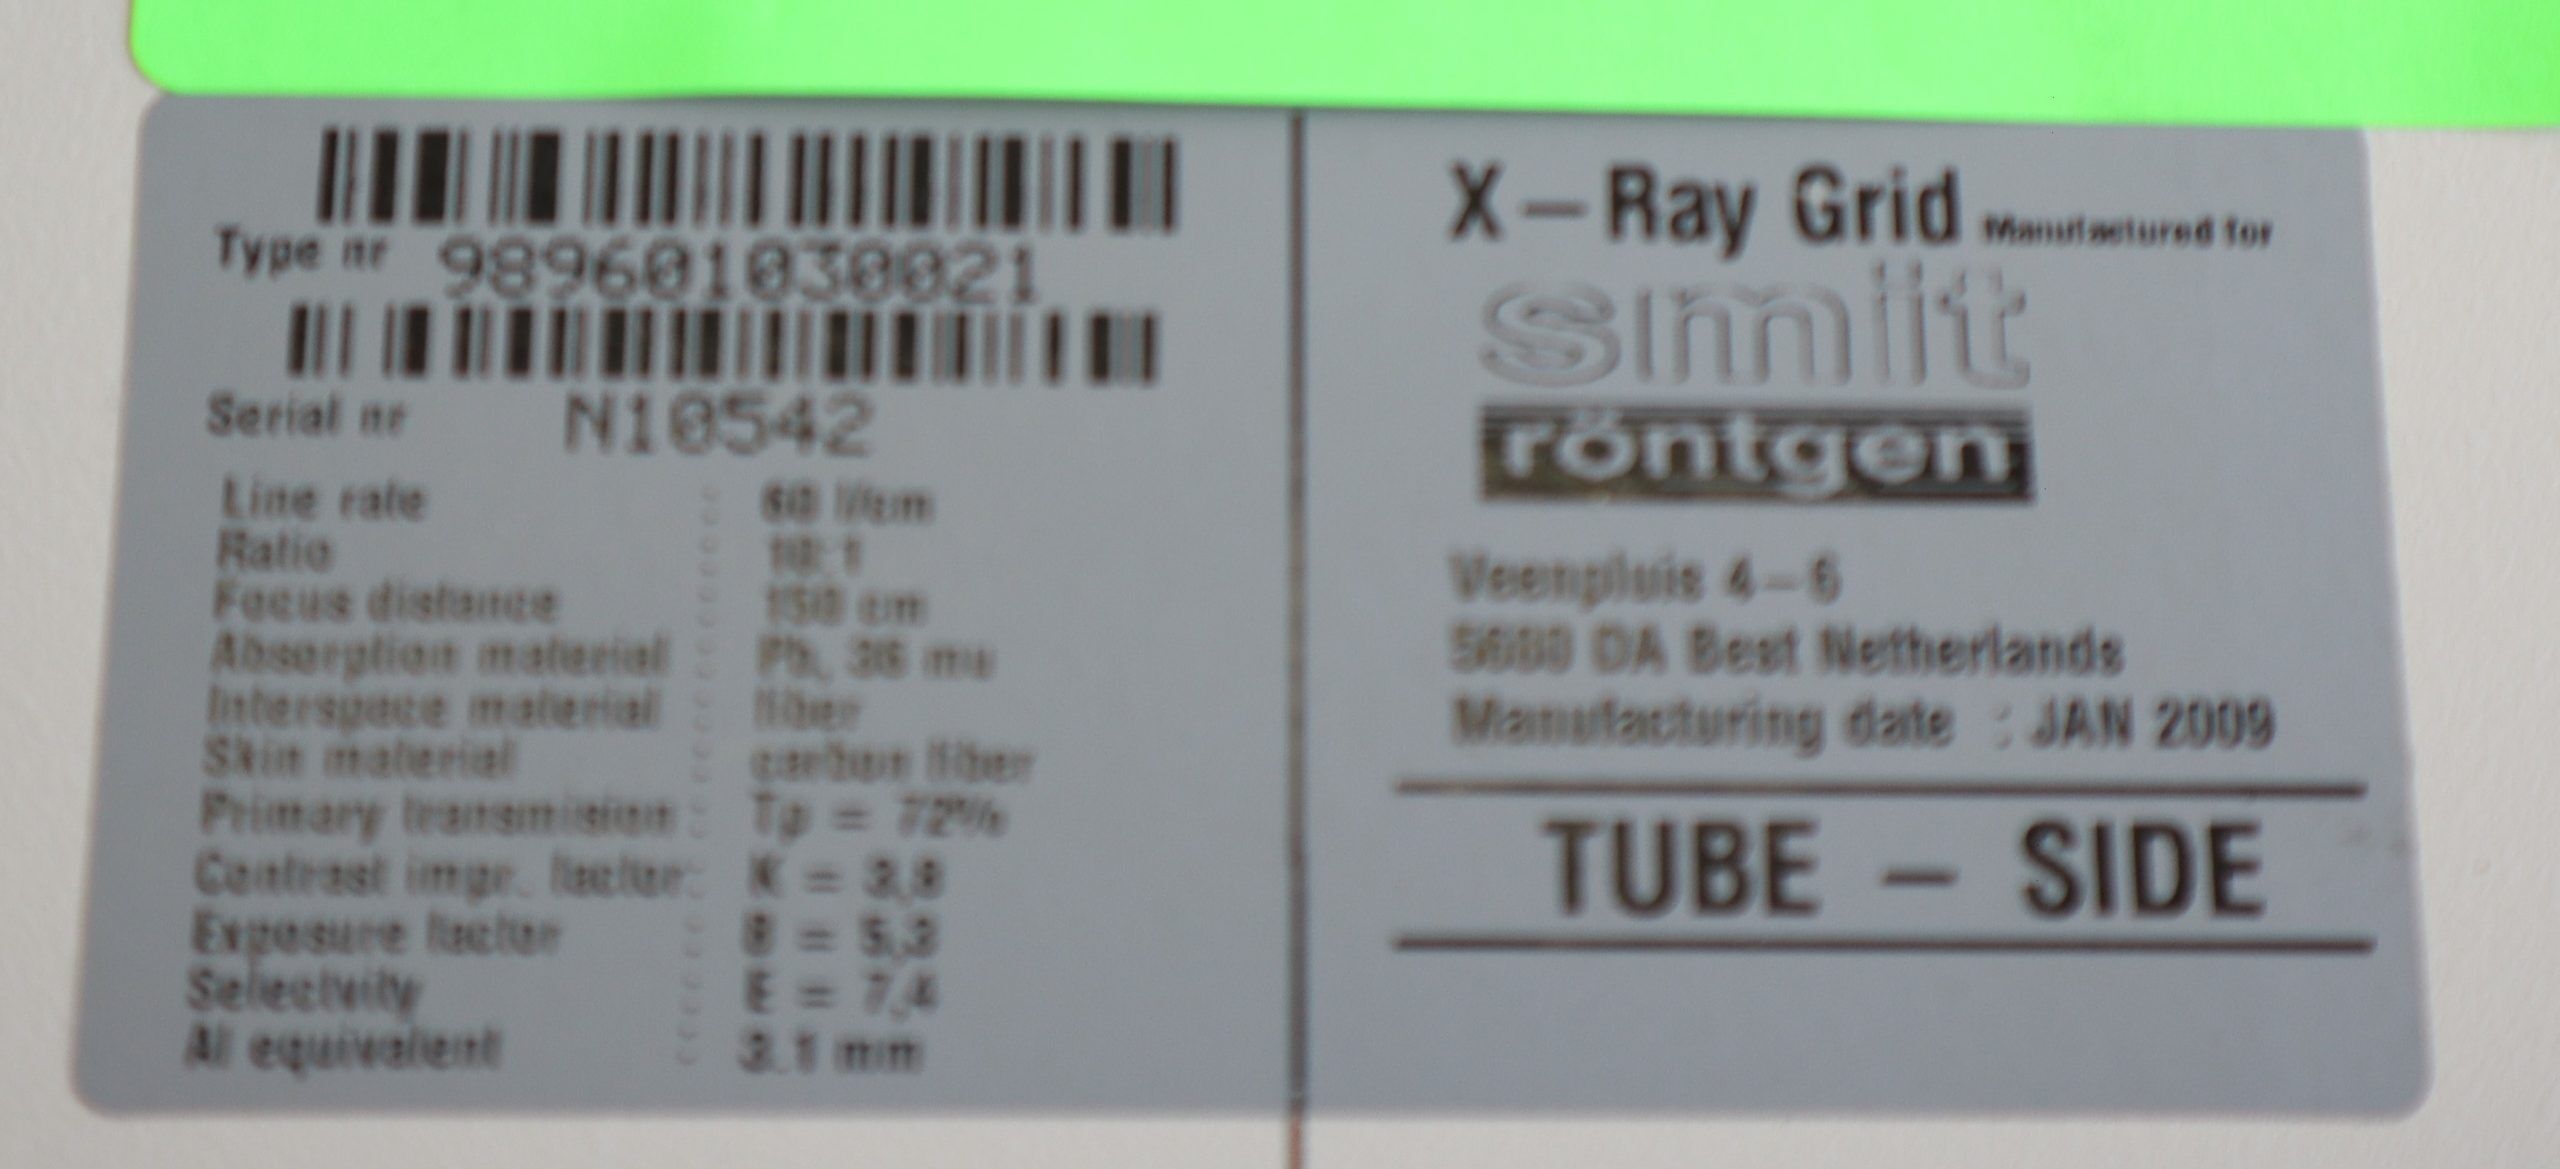 Type nr 989601030021
Serial nr N10542
Line rate : 60 l/cm
Ratio : 10:1
Focus distance : 150 cm
Absorption material : Pb, 36 mu
Interspace material : fiber
Skin material : carbon fiber
Primary transmision : Tp = 72%
Contrast impr. factor : K = 3,8
Exposure factor : B = 5,3
Selectvity : E = 7,4
Al equivalent : 3.1 mm
X-Ray Grid Manufactured for
smit
röntgen
Veenpluis 4-6
5680 DA Best Netherlands
Manufacturing date : JAN 2009
TUBE - SIDE